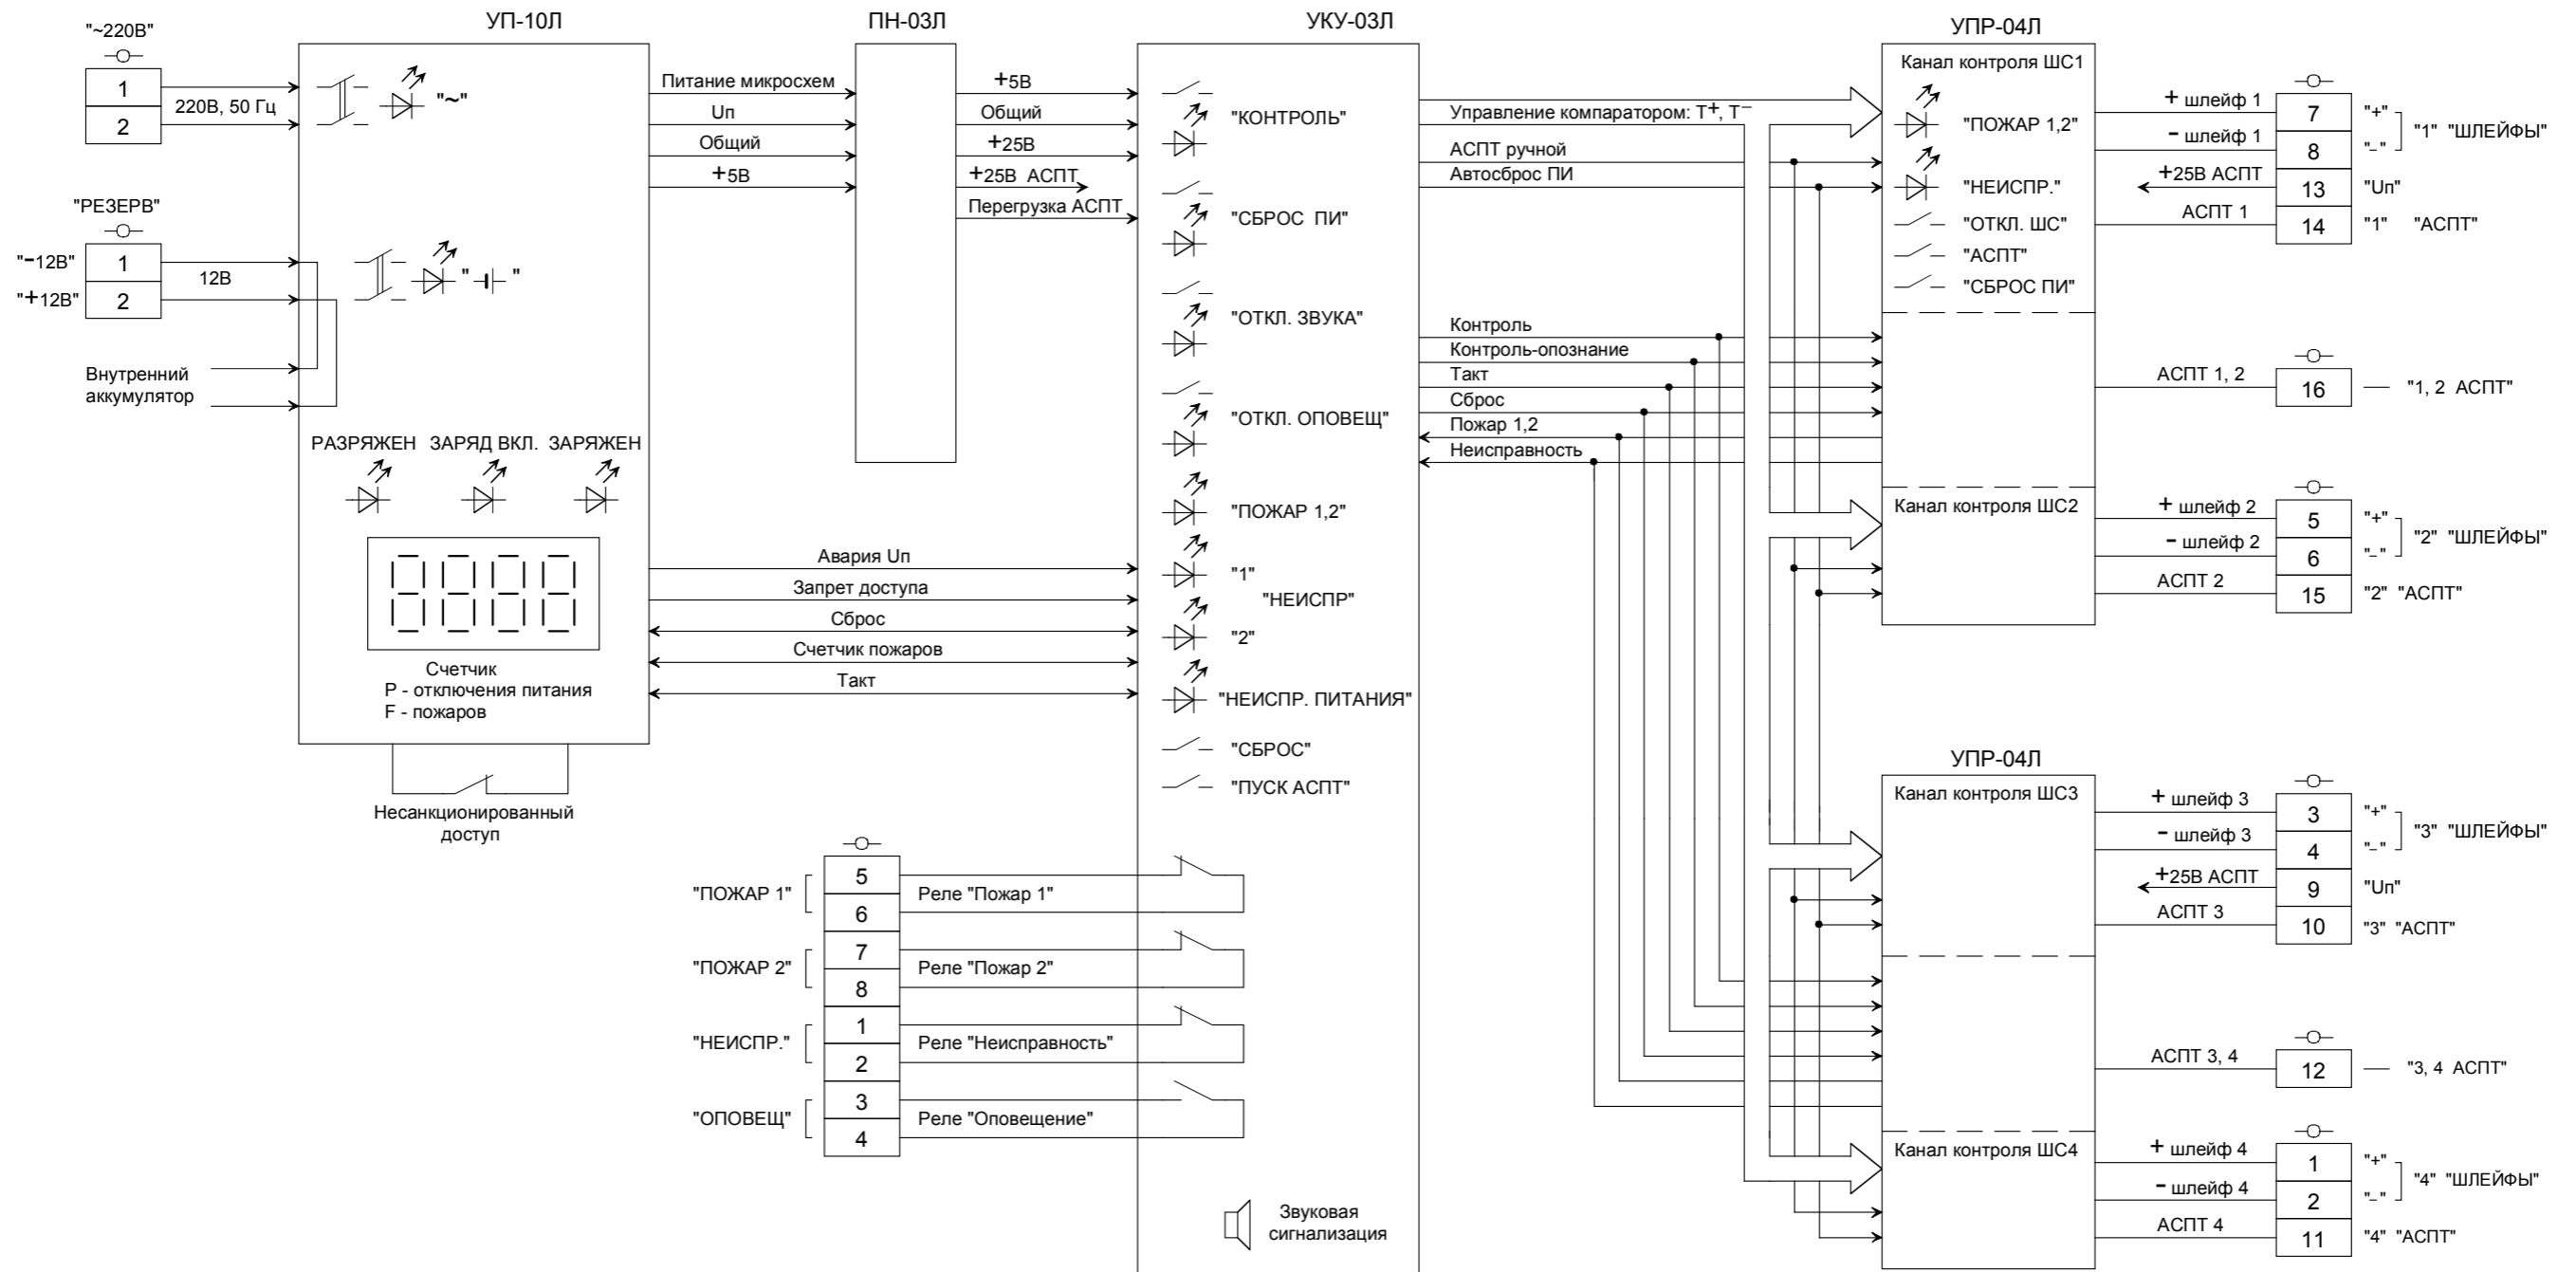 УП-10Л
ПН-03Л
УКУ-03Л
УПР-04Л
"~220В"
1
2
220В, 50 Гц
"~"
"РЕЗЕРВ"
"-12В"
1
12В
"+12В"
2
" "
Внутренний
аккумулятор
РАЗРЯЖЕН ЗАРЯД ВКЛ. ЗАРЯЖЕН
Счетчик
Р - отключения питания
F - пожаров
Несанкционированный
доступ
Питание микросхем
Uп
Общий
+5В
+5В
Общий
+25В
+25В АСПТ
Перегрузка АСПТ
Авария Uп
Запрет доступа
Сброс
Счетчик пожаров
Такт
"КОНТРОЛЬ"
"СБРОС ПИ"
"ОТКЛ. ЗВУКА"
"ОТКЛ. ОПОВЕЩ"
"ПОЖАР 1,2"
"1"
"НЕИСПР"
"2"
"НЕИСПР. ПИТАНИЯ"
"СБРОС"
"ПУСК АСПТ"
"ПОЖАР 1"
5
6
Реле "Пожар 1"
"ПОЖАР 2"
7
8
Реле "Пожар 2"
"НЕИСПР."
1
2
Реле "Неисправность"
"ОПОВЕЩ"
3
4
Реле "Оповещение"
Звуковая
сигнализация
Управление компаратором: Т+, Т−
АСПТ ручной
Автосброс ПИ
Контроль
Контроль-опознание
Такт
Сброс
Пожар 1,2
Неисправность
Канал контроля ШС1
"ПОЖАР 1,2"
"НЕИСПР."
"ОТКЛ. ШС"
"АСПТ"
"СБРОС ПИ"
Канал контроля ШС2
+ шлейф 1
7
"+"
- шлейф 1
8
"-"
"1" "ШЛЕЙФЫ"
+25В АСПТ
13
"Uп"
АСПТ 1
14
"1" "АСПТ"
АСПТ 1, 2
16
"1, 2 АСПТ"
+ шлейф 2
5
"+"
- шлейф 2
6
"-"
"2" "ШЛЕЙФЫ"
АСПТ 2
15
"2" "АСПТ"
УПР-04Л
Канал контроля ШС3
Канал контроля ШС4
+ шлейф 3
3
"+"
- шлейф 3
4
"-"
"3" "ШЛЕЙФЫ"
+25В АСПТ
9
"Uп"
АСПТ 3
10
"3" "АСПТ"
АСПТ 3, 4
12
"3, 4 АСПТ"
+ шлейф 4
1
"+"
- шлейф 4
2
"-"
"4" "ШЛЕЙФЫ"
АСПТ 4
11
"4" "АСПТ"